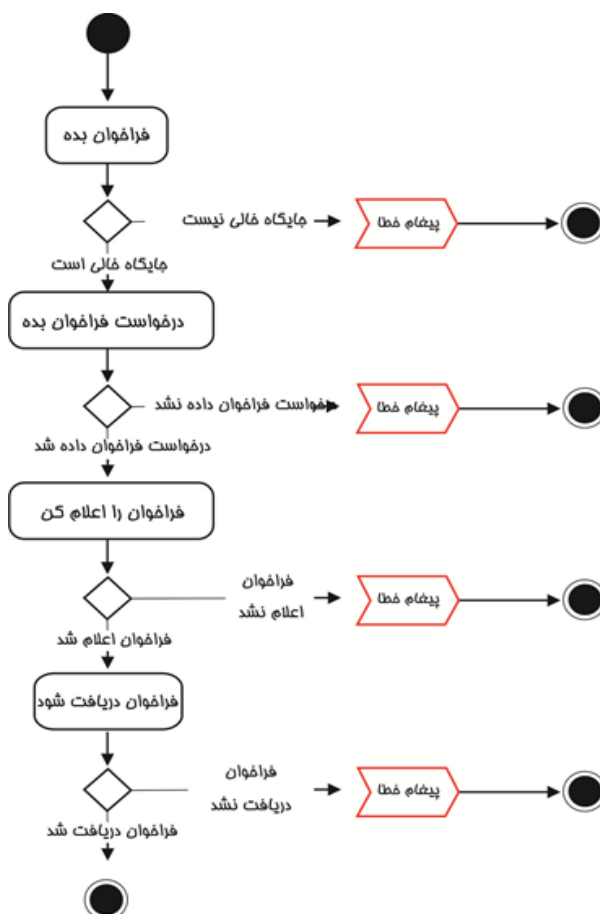 فراخوان بده
جایگاه خالی نیست
پیغام خطا
جایگاه خالی است
درخواست فراخوان بده
درخواست فراخوان داده نشد
پیغام خطا
درخواست فراخوان داده شد
فراخوان را اعلام کن
فراخوان
اعلام نشد
پیغام خطا
فراخوان اعلام شد
فراخوان دریافت شود
فراخوان
دریافت نشد
پیغام خطا
فراخوان دریافت شد